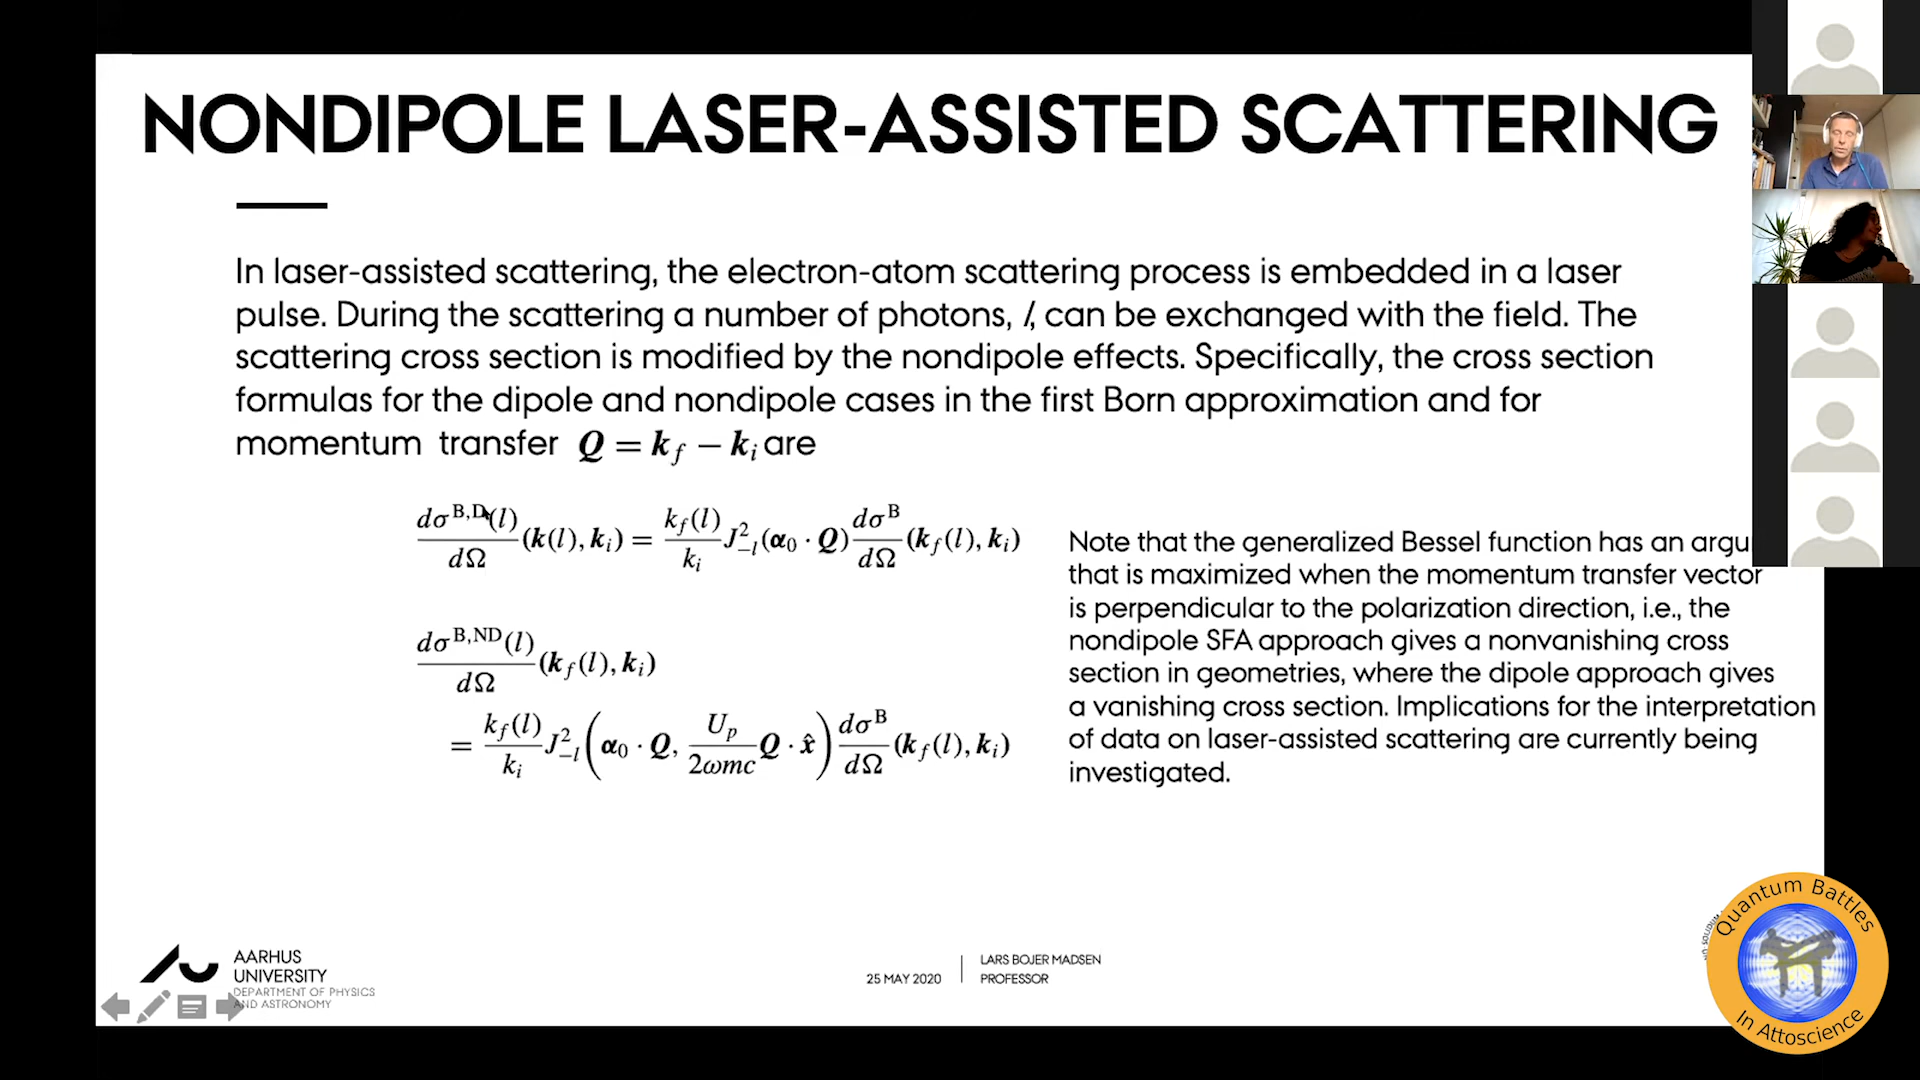 NONDIPOLE LASER-ASSISTED SCATTERING
In laser-assisted scattering, the electron-atom scattering process is embedded in a laser
pulse. During the scattering a number of photons, l, can be exchanged with the field. The
scattering cross section is modified by the nondipole effects. Specifically, the cross section
formulas for the dipole and nondipole cases in the first Born approximation and for
momentum transfer Q = k_f − k_i are
dσ^{B,D}(l)/dΩ (k(l), k_i) = k_f(l)/k_i J²_{−l}(α₀ · Q) dσ^B/dΩ (k_f(l), k_i)
dσ^{B,ND}(l)/dΩ (k_f(l), k_i)
= k_f(l)/k_i J²_{−l}(α₀ · Q, U_p/2ωmc Q · x̂) dσ^B/dΩ (k_f(l), k_i)
Note that the generalized Bessel function has an
that is maximized when the momentum transfer vector
is perpendicular to the polarization direction, i.e., the
nondipole SFA approach gives a nonvanishing cross
section in geometries, where the dipole approach gives
a vanishing cross section. Implications for the interpretation
of data on laser-assisted scattering are currently being
investigated.
AARHUS
UNIVERSITY
DEPARTMENT OF PHYSICS
AND ASTRONOMY
25 MAY 2020
LARS BOJER MADSEN
PROFESSOR
Quantum Battles
In Attoscience